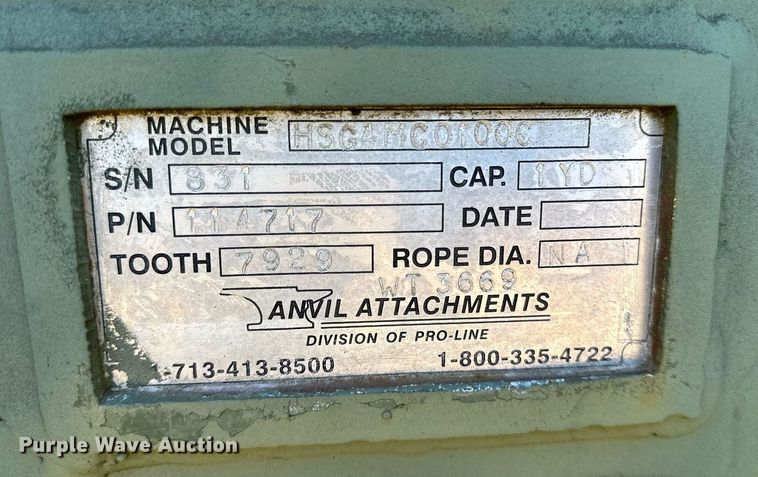 MACHINE MODEL HSG4MC0100C
S/N 831 CAP. 1YD
P/N 114717 DATE
TOOTH 7929 ROPE DIA. NA
WT 3669
ANVIL ATTACHMENTS
DIVISION OF PRO-LINE
1-713-413-8500 1-800-335-4722
Purple Wave Auction